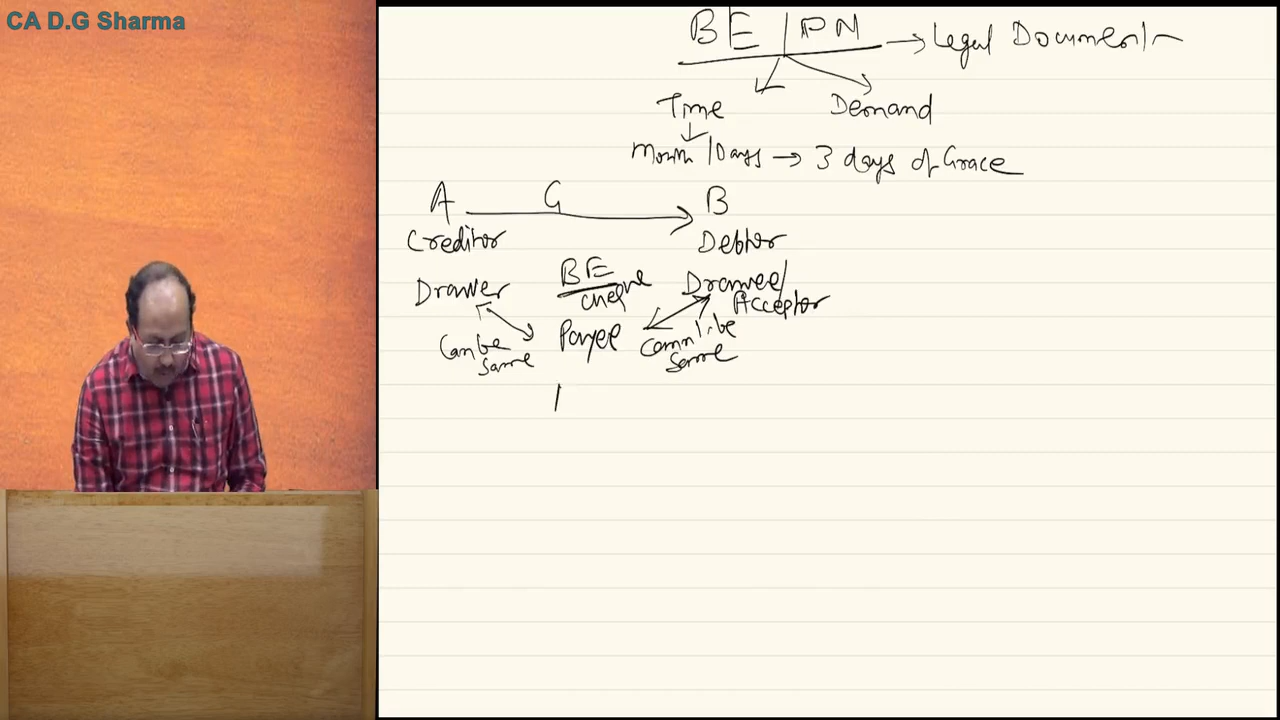 CA D.G Sharma
BE / PN → Legal Document
Time Demand
Month / Days → 3 days of Grace
A G B
Creditor Debtor
Drawer BE Drawee/
cheque Acceptor
Payee
Can be Cannt be
Same Same